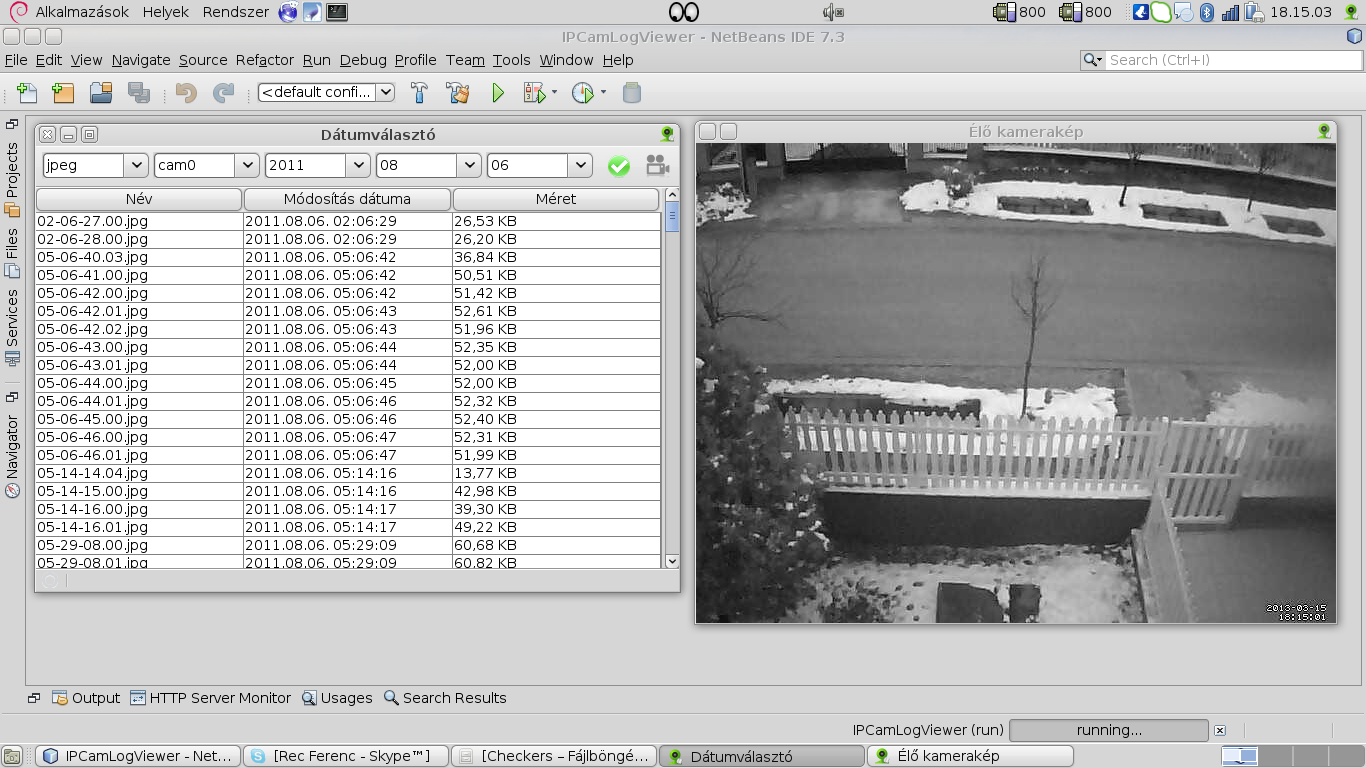 Alkalmazások Helyek Rendszer 800 800 18.15.03
IPCamLogViewer - NetBeans IDE 7.3
File Edit View Navigate Source Refactor Run Debug Profile Team Tools Window Help Search (Ctrl+I)
<default confi...
Projects
Files
Services
Navigator
Dátumválasztó
jpeg cam0 2011 08 06
Név Módosítás dátuma Méret
02-06-27.00.jpg 2011.08.06. 02:06:29 26,53 KB
02-06-28.00.jpg 2011.08.06. 02:06:29 26,20 KB
05-06-40.03.jpg 2011.08.06. 05:06:42 36,84 KB
05-06-41.00.jpg 2011.08.06. 05:06:42 50,51 KB
05-06-42.00.jpg 2011.08.06. 05:06:42 51,42 KB
05-06-42.01.jpg 2011.08.06. 05:06:43 52,61 KB
05-06-42.02.jpg 2011.08.06. 05:06:43 51,96 KB
05-06-43.00.jpg 2011.08.06. 05:06:44 52,35 KB
05-06-43.01.jpg 2011.08.06. 05:06:44 52,00 KB
05-06-44.00.jpg 2011.08.06. 05:06:45 52,00 KB
05-06-44.01.jpg 2011.08.06. 05:06:46 52,32 KB
05-06-45.00.jpg 2011.08.06. 05:06:46 52,40 KB
05-06-46.00.jpg 2011.08.06. 05:06:47 52,31 KB
05-06-46.01.jpg 2011.08.06. 05:06:47 51,99 KB
05-14-14.04.jpg 2011.08.06. 05:14:16 13,77 KB
05-14-15.00.jpg 2011.08.06. 05:14:16 42,98 KB
05-14-16.00.jpg 2011.08.06. 05:14:17 39,30 KB
05-14-16.01.jpg 2011.08.06. 05:14:17 49,22 KB
05-29-08.00.jpg 2011.08.06. 05:29:09 60,68 KB
05-29-08.01.jpg 2011.08.06. 05:29:09 60,82 KB
Élő kamerakép
2013-03-15
18:15:01
Output HTTP Server Monitor Usages Search Results
IPCamLogViewer (run) running...
IPCamLogViewer - Net... [Rec Ferenc - Skype™] [Checkers – Fájlböngé... Dátumválasztó Élő kamerakép